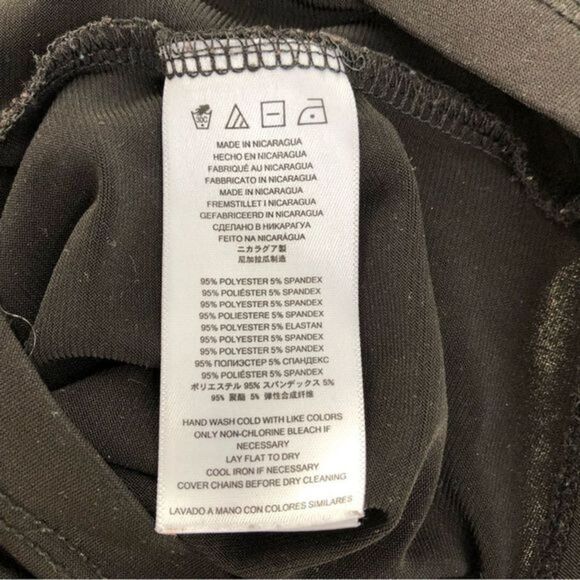 30C
MADE IN NICARAGUA
HECHO EN NICARAGUA
FABRIQUÉ AU NICARAGUA
FABBRICATO IN NICARAGUA
MADE IN NICARAGUA
FREMSTILLET I NICARAGUA
GEFABRICEERD IN NICARAGUA
СДЕЛАНО В НИКАРАГУА
FEITO NA NICARÁGUA
ニカラグア製
尼加拉瓜制造
95% POLYESTER 5% SPANDEX
95% POLIÉSTER 5% SPANDEX
95% POLYESTER 5% SPANDEX
95% POLIESTERE 5% SPANDEX
95% POLYESTER 5% ELASTAN
95% POLYESTER 5% SPANDEX
95% POLYESTER 5% SPANDEX
95% ПОЛИЭСТЕР 5% СПАНДЕКС
95% POLIÉSTER 5% SPANDEX
ポリエステル 95% スパンデックス 5%
95% 聚酯 5% 弹性合成纤维
HAND WASH COLD WITH LIKE COLORS
ONLY NON-CHLORINE BLEACH IF
NECESSARY
LAY FLAT TO DRY
COOL IRON IF NECESSARY
COVER CHAINS BEFORE DRY CLEANING
LAVADO A MANO CON COLORES SIMILARES